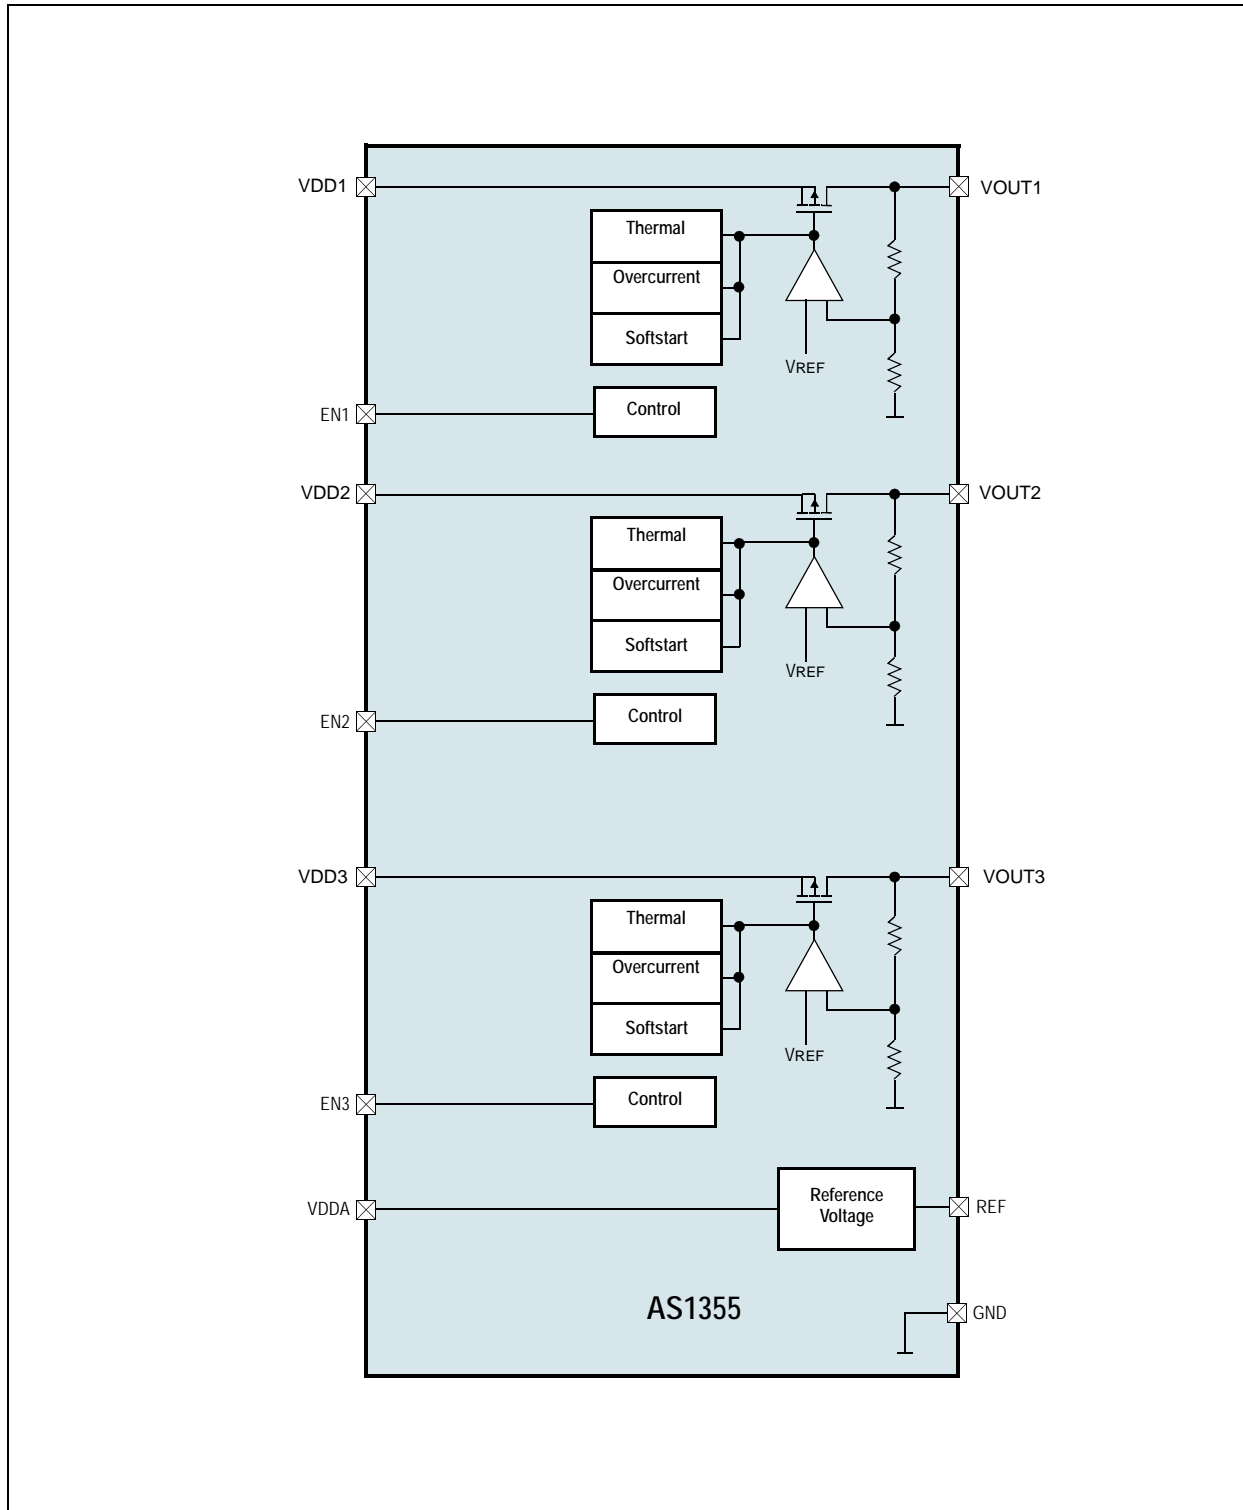 VDD1
VOUT1
Thermal
Overcurrent
Softstart
VREF
EN1
Control
VDD2
VOUT2
Thermal
Overcurrent
Softstart
VREF
EN2
Control
VDD3
VOUT3
Thermal
Overcurrent
Softstart
VREF
EN3
Control
VDDA
Reference
Voltage
REF
AS1355
GND